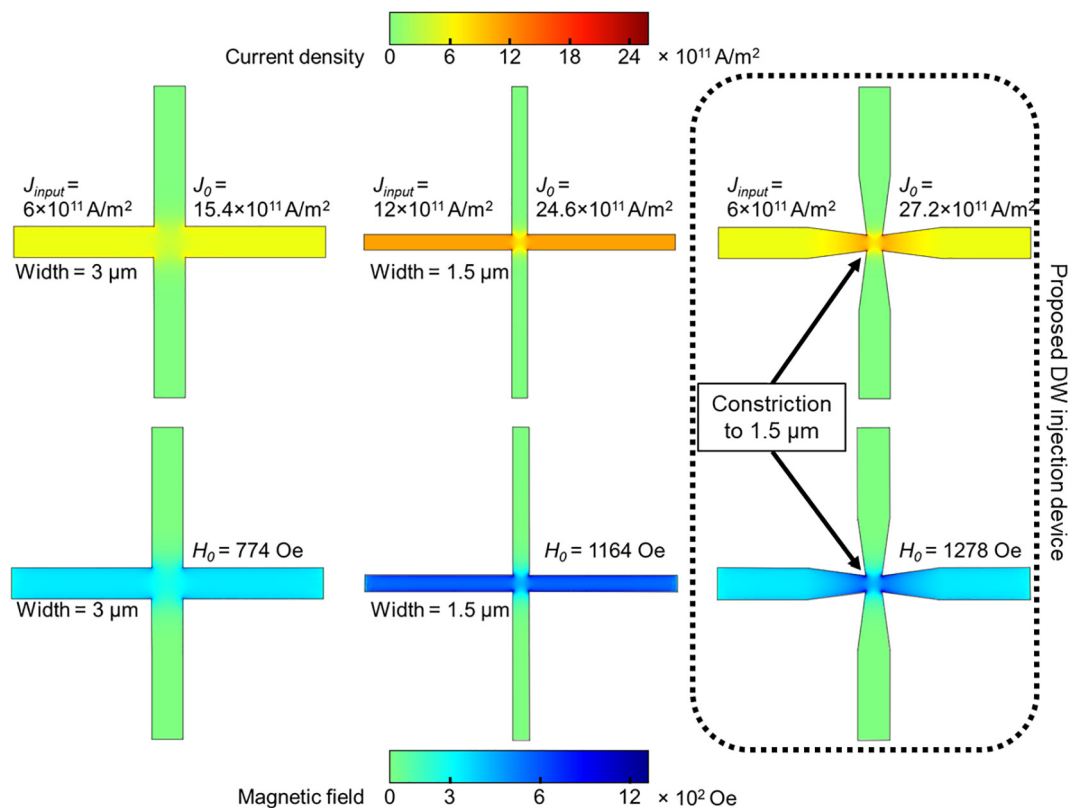 Current density
0 6 12 18 24 × 10¹¹ A/m²
J_input =
6×10¹¹ A/m²
J₀ =
15.4×10¹¹ A/m²
Width = 3 µm
J_input =
12×10¹¹ A/m²
J₀ =
24.6×10¹¹ A/m²
Width = 1.5 µm
J_input =
6×10¹¹ A/m²
J₀ =
27.2×10¹¹ A/m²
Constriction
to 1.5 µm
Proposed DW injection device
H₀ = 774 Oe
Width = 3 µm
H₀ = 1164 Oe
Width = 1.5 µm
H₀ = 1278 Oe
Magnetic field
0 3 6 12 × 10² Oe